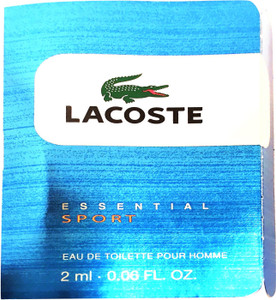 LACOSTE
ESSENTIAL
SPORT
EAU DE TOILETTE POUR HOMME
2 ml · 0.06 FL. OZ.